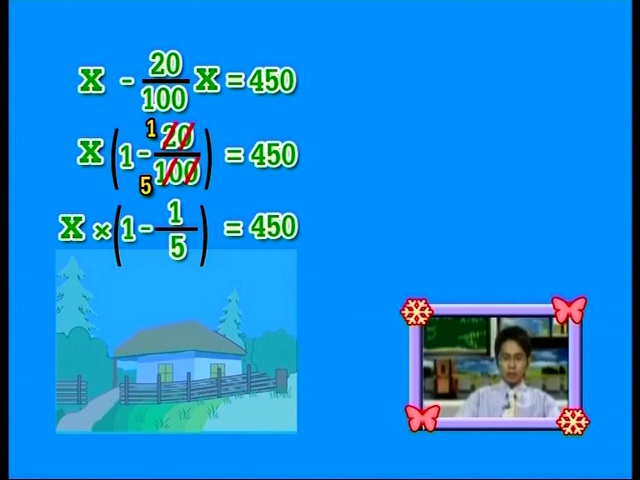 X - 20/100 X = 450
X (1 - 20/100) = 450
1
5
X × (1 - 1/5) = 450